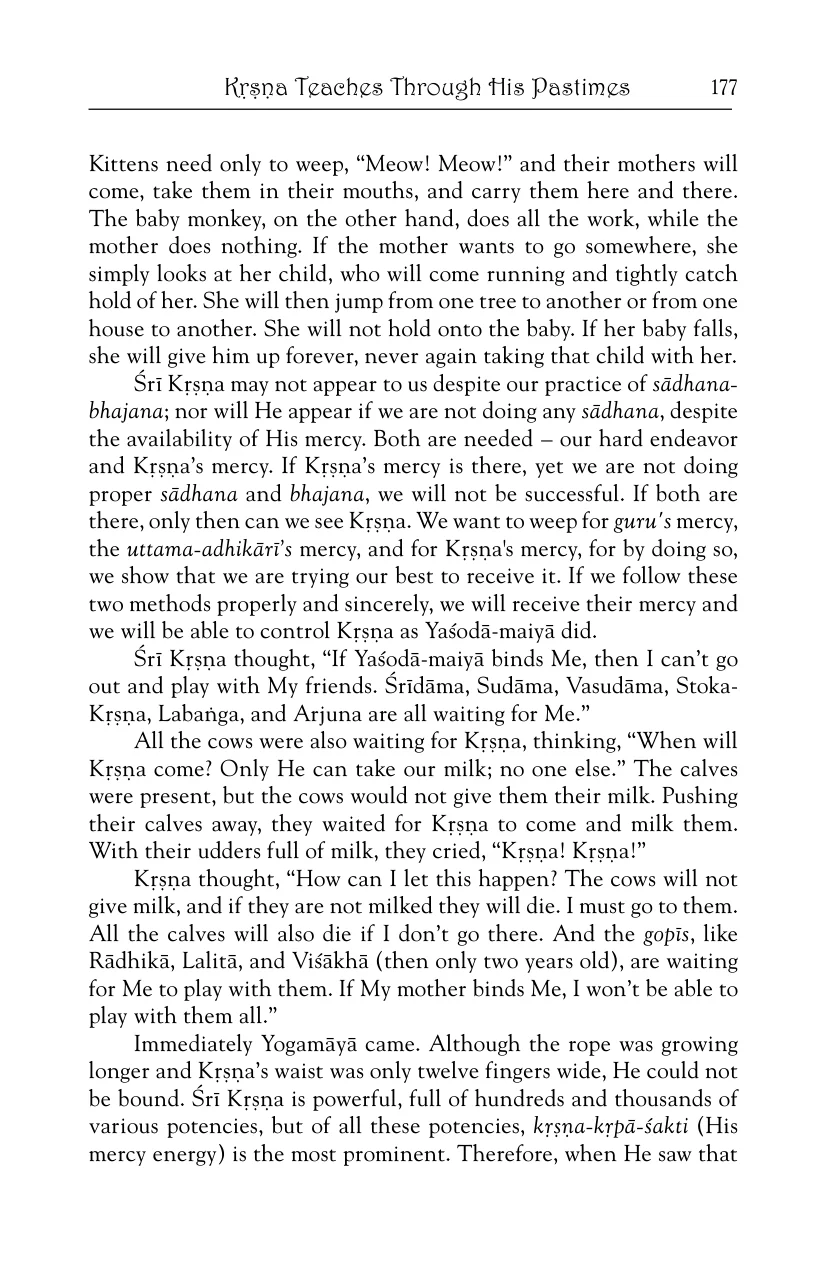 Kṛṣṇa Teaches Through His Pastimes 177
Kittens need only to weep, “Meow! Meow!” and their mothers will
come, take them in their mouths, and carry them here and there.
The baby monkey, on the other hand, does all the work, while the
mother does nothing. If the mother wants to go somewhere, she
simply looks at her child, who will come running and tightly catch
hold of her. She will then jump from one tree to another or from one
house to another. She will not hold onto the baby. If her baby falls,
she will give him up forever, never again taking that child with her.
Śrī Kṛṣṇa may not appear to us despite our practice of sādhana-
bhajana; nor will He appear if we are not doing any sādhana, despite
the availability of His mercy. Both are needed – our hard endeavor
and Kṛṣṇa’s mercy. If Kṛṣṇa’s mercy is there, yet we are not doing
proper sādhana and bhajana, we will not be successful. If both are
there, only then can we see Kṛṣṇa. We want to weep for guru's mercy,
the uttama-adhikārī’s mercy, and for Kṛṣṇa's mercy, for by doing so,
we show that we are trying our best to receive it. If we follow these
two methods properly and sincerely, we will receive their mercy and
we will be able to control Kṛṣṇa as Yaśodā-maiyā did.
Śrī Kṛṣṇa thought, “If Yaśodā-maiyā binds Me, then I can’t go
out and play with My friends. Śrīdāma, Sudāma, Vasudāma, Stoka-
Kṛṣṇa, Labaṅga, and Arjuna are all waiting for Me.”
All the cows were also waiting for Kṛṣṇa, thinking, “When will
Kṛṣṇa come? Only He can take our milk; no one else.” The calves
were present, but the cows would not give them their milk. Pushing
their calves away, they waited for Kṛṣṇa to come and milk them.
With their udders full of milk, they cried, “Kṛṣṇa! Kṛṣṇa!”
Kṛṣṇa thought, “How can I let this happen? The cows will not
give milk, and if they are not milked they will die. I must go to them.
All the calves will also die if I don’t go there. And the gopīs, like
Rādhikā, Lalitā, and Viśākhā (then only two years old), are waiting
for Me to play with them. If My mother binds Me, I won’t be able to
play with them all.”
Immediately Yogamāyā came. Although the rope was growing
longer and Kṛṣṇa’s waist was only twelve fingers wide, He could not
be bound. Śrī Kṛṣṇa is powerful, full of hundreds and thousands of
various potencies, but of all these potencies, kṛṣṇa-kṛpā-śakti (His
mercy energy) is the most prominent. Therefore, when He saw that